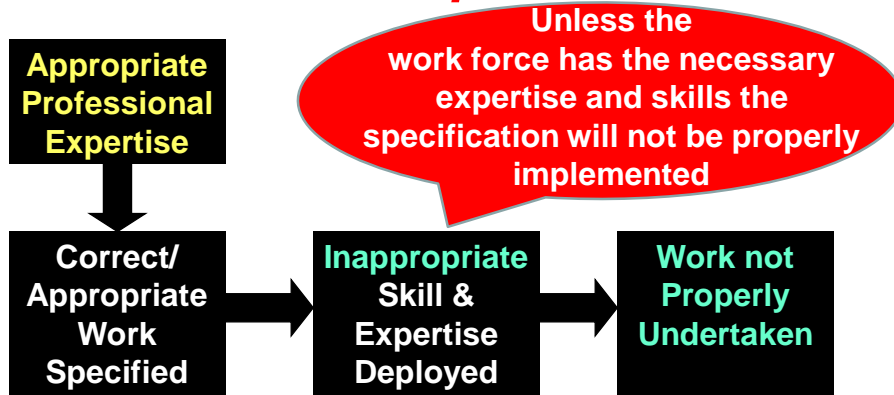 Unless the
work force has the necessary
expertise and skills the
specification will not be properly
implemented
Appropriate
Professional
Expertise
Correct/
Appropriate
Work
Specified
Inappropriate
Skill &
Expertise
Deployed
Work not
Properly
Undertaken